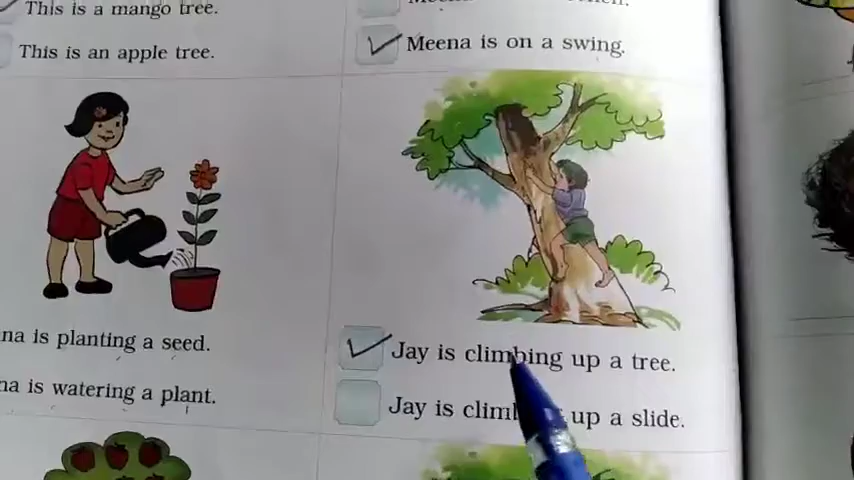 This is a mango tree.
This is an apple tree.
Meena is on a swing.
na is planting a seed.
na is watering a plant.
Jay is climbing up a tree.
Jay is climb up a slide.